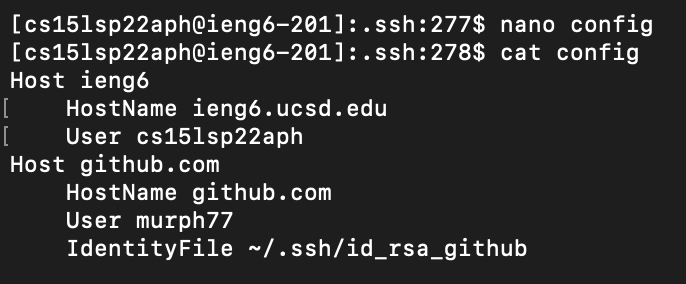 [cs15lsp22aph@ieng6-201]:.ssh:277$ nano config
[cs15lsp22aph@ieng6-201]:.ssh:278$ cat config
Host ieng6
[    HostName ieng6.ucsd.edu
[    User cs15lsp22aph
Host github.com
     HostName github.com
     User murph77
     IdentityFile ~/.ssh/id_rsa_github